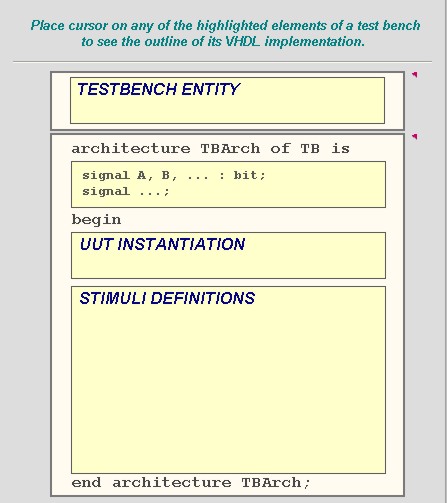 Place cursor on any of the highlighted elements of a test bench
to see the outline of its VHDL implementation.
TESTBENCH ENTITY
architecture TBArch of TB is
signal A, B, ... : bit;
signal ...;
begin
UUT INSTANTIATION
STIMULI DEFINITIONS
end architecture TBArch;